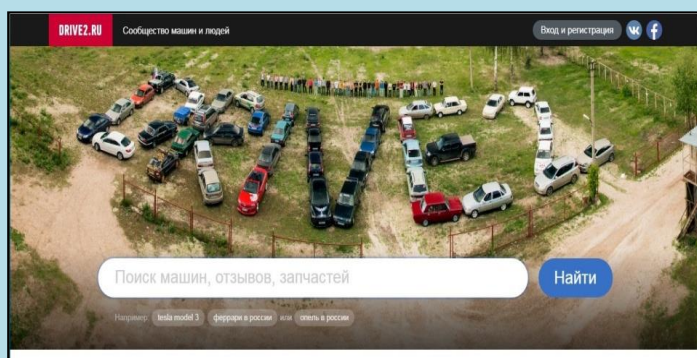 DRIVE2.RU Сообщество машин и людей Вход и регистрация
Поиск машин, отзывов, запчастей Найти
Например: tesla model 3 феррари в россии или опель в россии